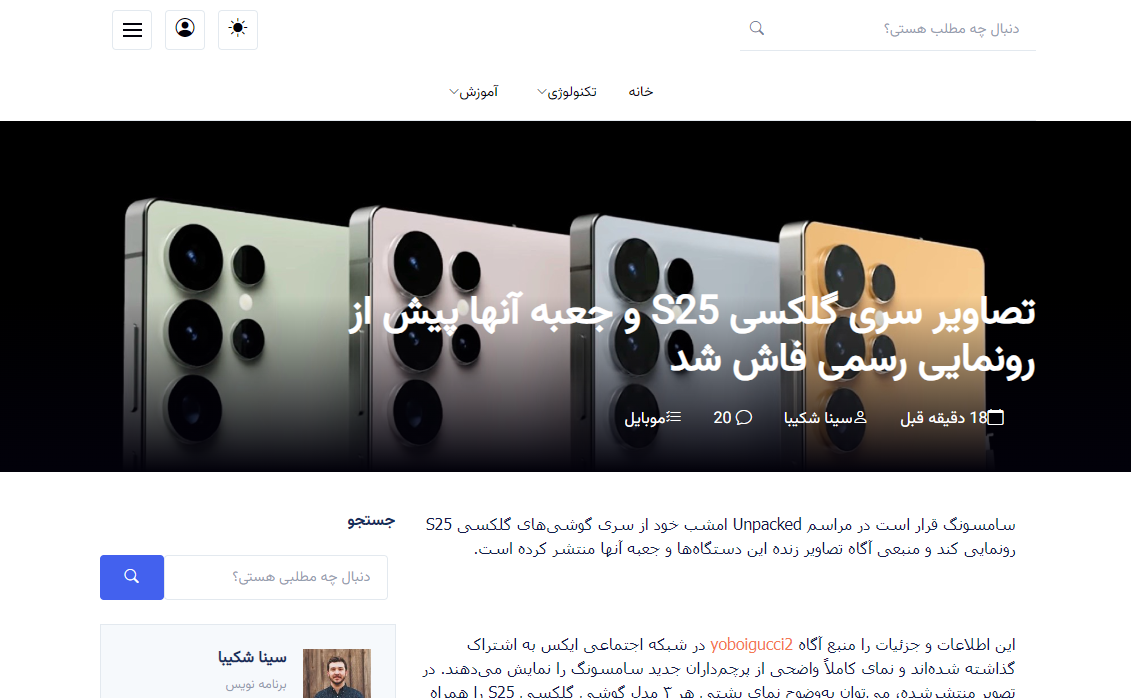 دنبال چه مطلب هستی؟
خانه
تکنولوژی
آموزش
تصاویر سری گلکسی S25 و جعبه آنها پیش از
رونمایی رسمی فاش شد
18 دقیقه قبل
سینا شکیبا
20
موبایل
سامسونگ قرار است در مراسم Unpacked امشب خود از سری گوشی‌های گلکسی S25
رونمایی کند و منبعی آگاه تصاویر زنده این دستگاه‌ها و جعبه آنها منتشر کرده است.
این اطلاعات و جزئیات را منبع آگاه yoboigucci2 در شبکه اجتماعی ایکس به اشتراک
گذاشته شده‌اند و نمای کاملاً واضحی از پرچم‌داران جدید سامسونگ را نمایش می‌دهند. در
تصویر منتشرشده، می‌توان به‌وضوح نمای پشتی هر ۳ مدل گوشی گلکسی S25 را همراه
جستجو
دنبال چه مطلبی هستی؟
سینا شکیبا
برنامه نویس